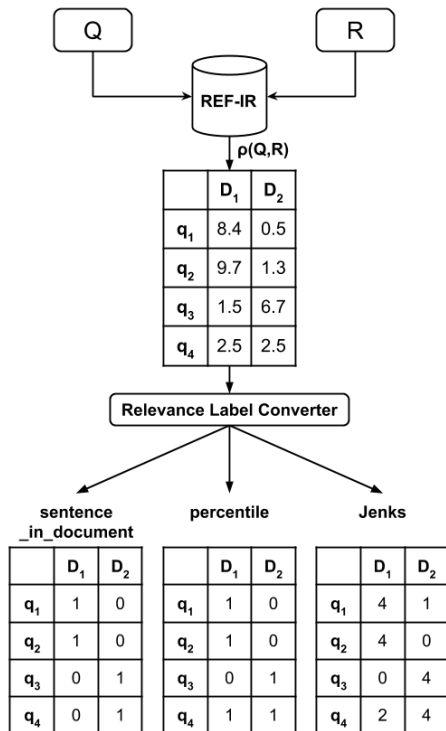 Q R
REF-IR
ρ(Q,R)
D1 D2
q1 8.4 0.5
q2 9.7 1.3
q3 1.5 6.7
q4 2.5 2.5
Relevance Label Converter
sentence
_in_document
percentile
Jenks
D1 D2
q1 1 0
q2 1 0
q3 0 1
q4 0 1
D1 D2
q1 1 0
q2 1 0
q3 0 1
q4 1 1
D1 D2
q1 4 1
q2 4 0
q3 0 4
q4 2 4